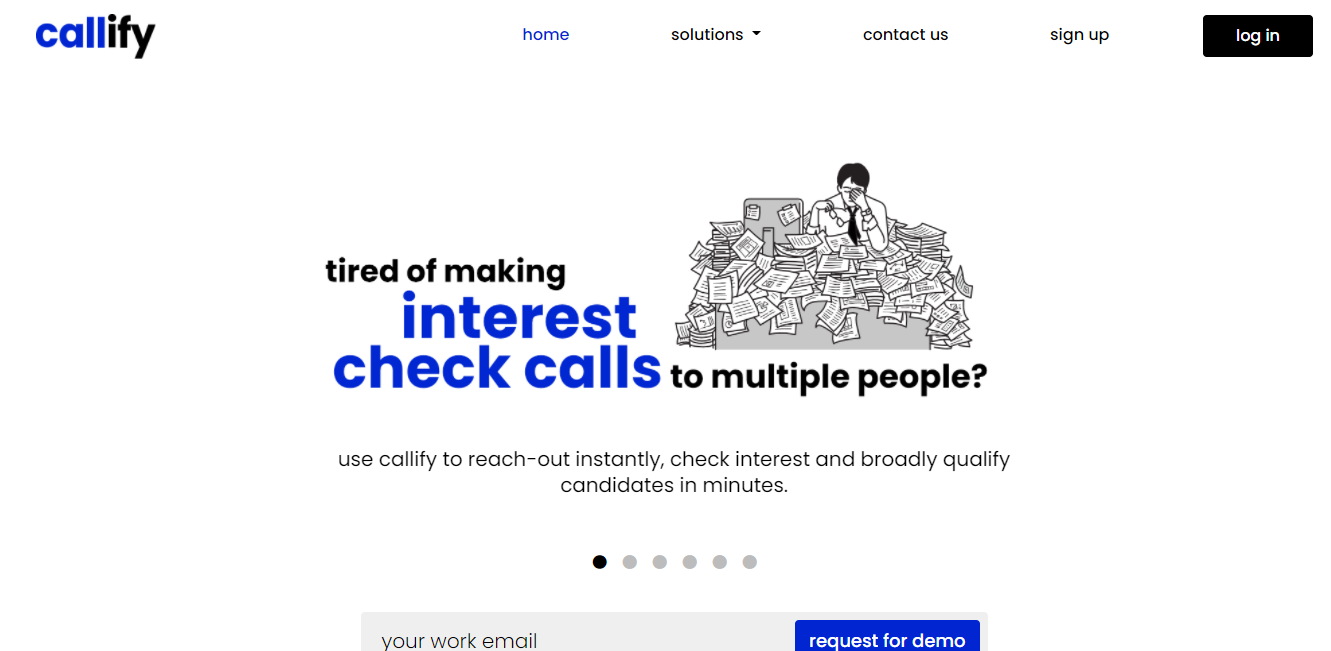 callify
home
solutions
contact us
sign up
log in
tired of making
interest
check calls to multiple people?
use callify to reach-out instantly, check interest and broadly qualify
candidates in minutes.
your work email
request for demo